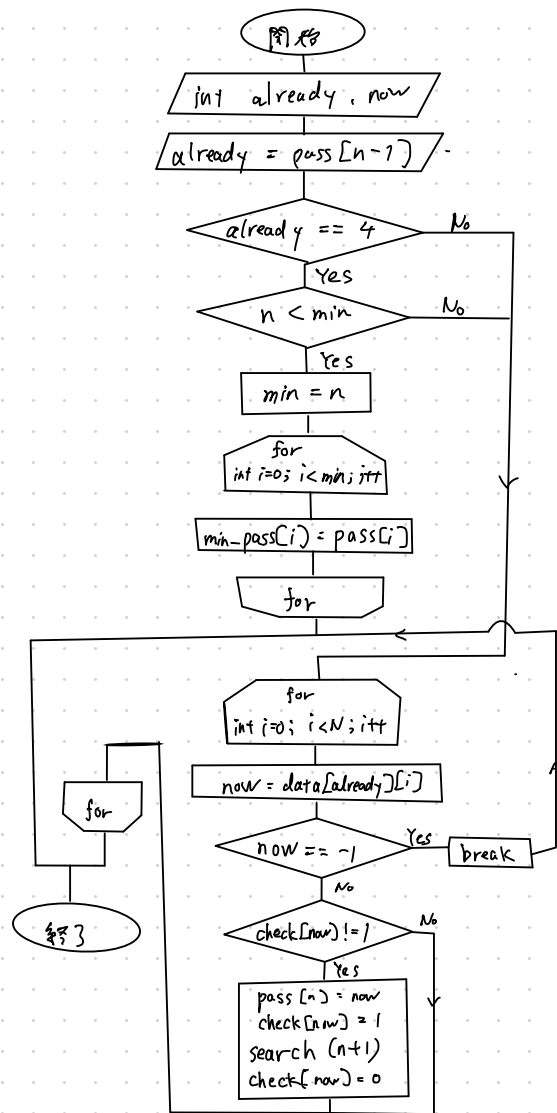 開始
int already, now
already = pass[n-1)
already == 4
No
Yes
n < min
No
Yes
min = n
for
int i=0; i<min; i++
min_pass[i) = pass[i]
for
for
int i=0; i<N; i++
now = data[already][i]
for
now == -1
Yes
break
No
check[now] != 1
No
Yes
終了
pass [n] = now
check[now] = 1
search (n+1)
check[now) = 0